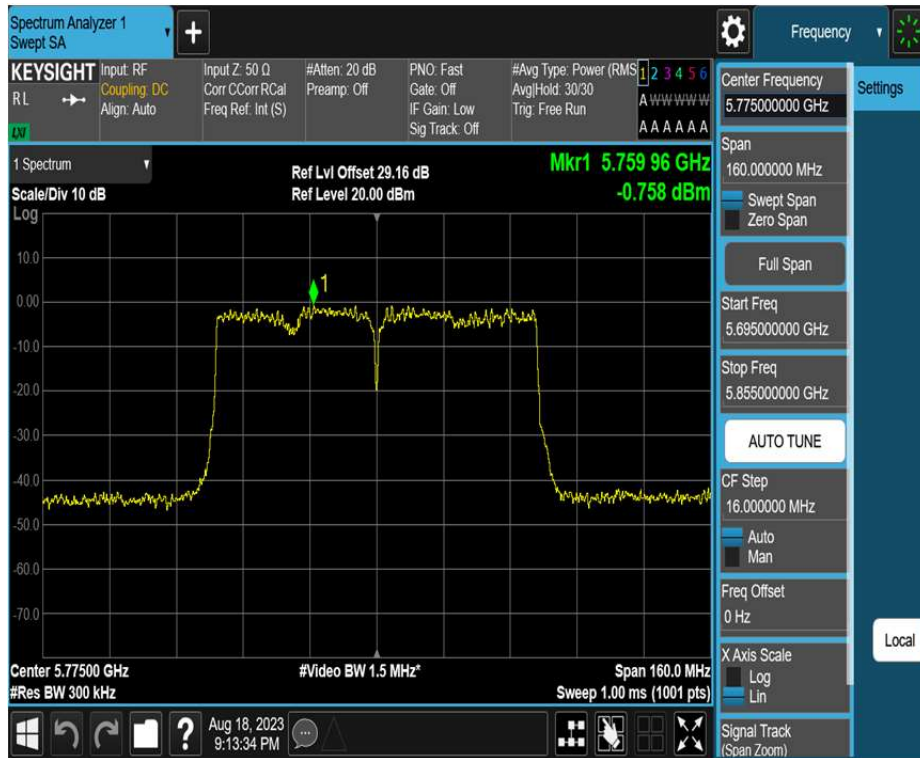 Spectrum Analyzer 1
Swept SA
+
Frequency
KEYSIGHT
R L
LXI
Input: RF
Coupling: DC
Align: Auto
Input Z: 50 Ω
Corr CCorr RCal
Freq Ref: Int (S)
#Atten: 20 dB
Preamp: Off
PNO: Fast
Gate: Off
IF Gain: Low
Sig Track: Off
#Avg Type: Power (RMS
Avg|Hold: 30/30
Trig: Free Run
1 2 3 4 5 6
A W W W W W
A A A A A A
1 Spectrum
Scale/Div 10 dB
Log
Ref Lvl Offset 29.16 dB
Ref Level 20.00 dBm
Mkr1 5.759 96 GHz
-0.758 dBm
1
10.0
0.00
-10.0
-20.0
-30.0
-40.0
-50.0
-60.0
-70.0
Center 5.77500 GHz
#Res BW 300 kHz
#Video BW 1.5 MHz*
Span 160.0 MHz
Sweep 1.00 ms (1001 pts)
?
Aug 18, 2023
9:13:34 PM
Center Frequency
5.775000000 GHz
Span
160.000000 MHz
Swept Span
Zero Span
Full Span
Start Freq
5.695000000 GHz
Stop Freq
5.855000000 GHz
AUTO TUNE
CF Step
16.000000 MHz
Auto
Man
Freq Offset
0 Hz
X Axis Scale
Log
Lin
Signal Track
(Span Zoom)
Settings
Local